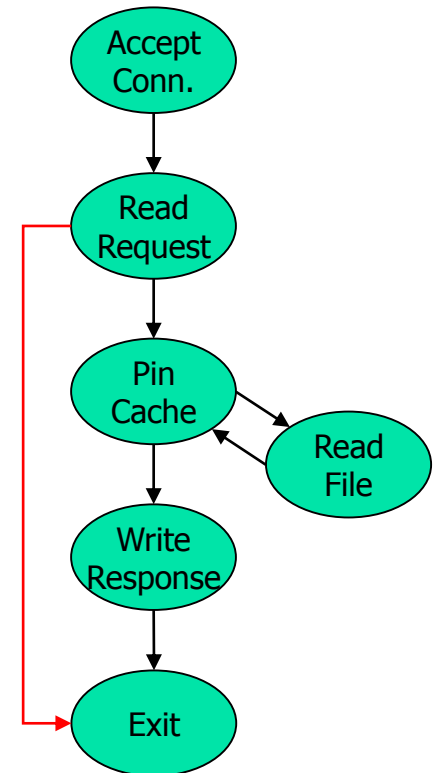 Accept
Conn.
Read
Request
Pin
Cache
Read
File
Write
Response
Exit